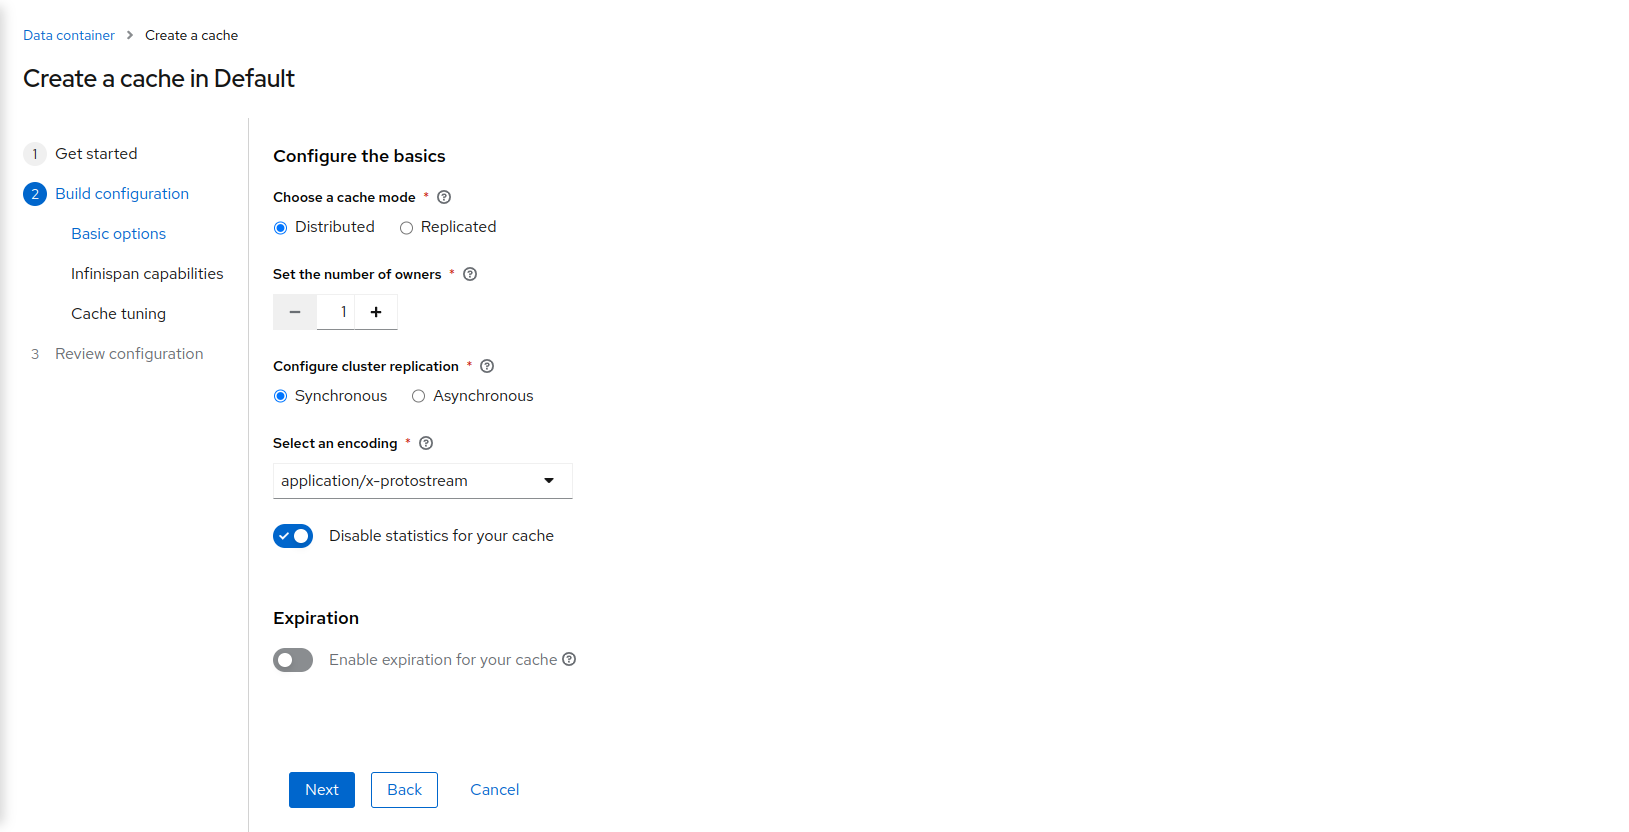 Data container > Create a cache
Create a cache in Default
1 Get started
2 Build configuration
Basic options
Infinispan capabilities
Cache tuning
3 Review configuration
Configure the basics
Choose a cache mode *
Distributed Replicated
Set the number of owners *
1
Configure cluster replication *
Synchronous Asynchronous
Select an encoding *
application/x-protostream
Disable statistics for your cache
Expiration
Enable expiration for your cache
Next Back Cancel